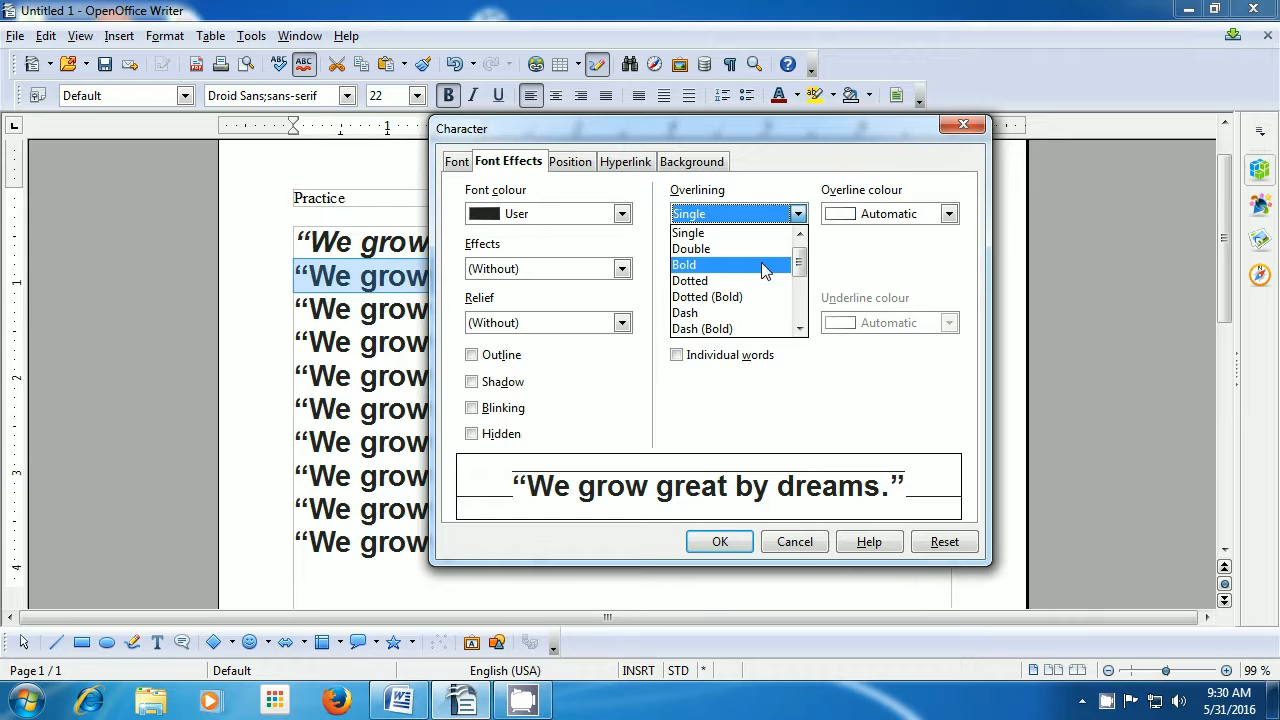 Untitled 1 - OpenOffice Writer
File Edit View Insert Format Table Tools Window Help
Default Droid Sans;sans-serif 22 B I U
Character
Font Font Effects Position Hyperlink Background
Font colour Overlining Overline colour
User Single Automatic
Single
Effects Double
(Without) Bold
Dotted
Relief Dotted (Bold) Underline colour
(Without) Dash Automatic
Dash (Bold)
Outline Individual words
Shadow
Blinking
Hidden
“We grow great by dreams.”
OK Cancel Help Reset
Practice
“We grow
“We grow
“We grow
“We grow
“We grow
“We grow
“We grow
“We grow
“We grow
“We grow
Page 1 / 1 Default English (USA) INSRT STD * 99 %
9:30 AM
5/31/2016